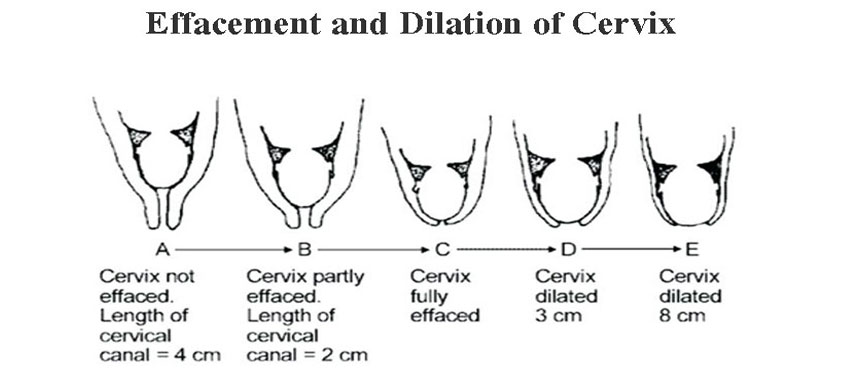 Effacement and Dilation of Cervix
A B C D E
Cervix not
effaced.
Length of
cervical
canal = 4 cm
Cervix partly
effaced.
Length of
cervical
canal = 2 cm
Cervix
fully
effaced
Cervix
dilated
3 cm
Cervix
dilated
8 cm